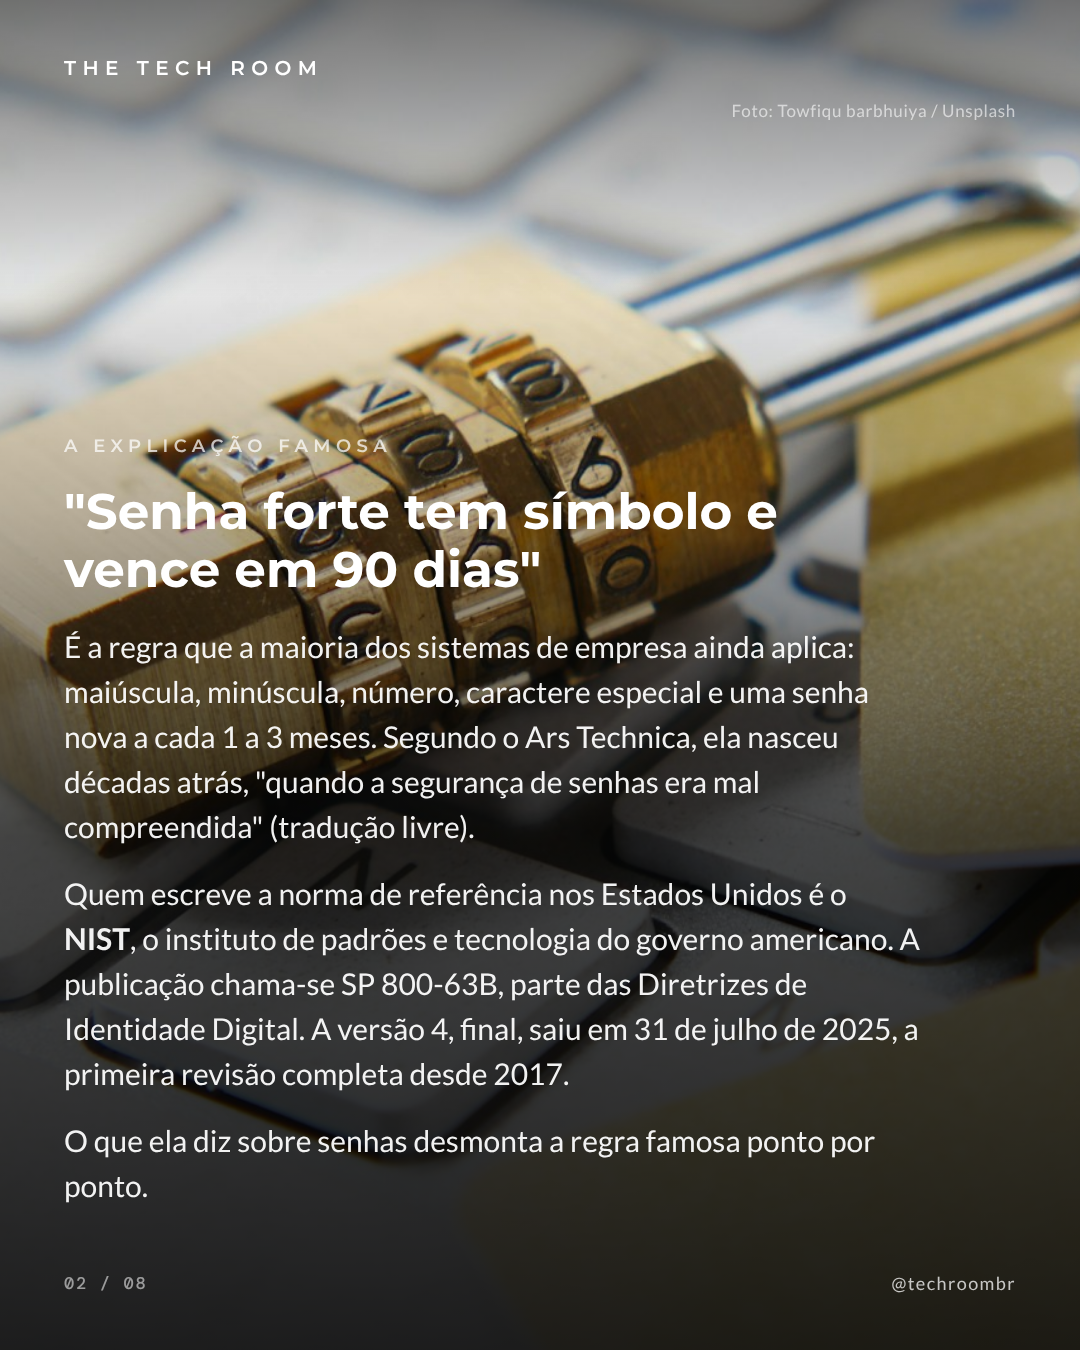 THE TECH ROOM
Foto: Towfiqu barbhuiya / Unsplash
A EXPLICAÇÃO FAMOSA
"Senha forte tem símbolo e
vence em 90 dias"
É a regra que a maioria dos sistemas de empresa ainda aplica:
maiúscula, minúscula, número, caractere especial e uma senha
nova a cada 1 a 3 meses. Segundo o Ars Technica, ela nasceu
décadas atrás, "quando a segurança de senhas era mal
compreendida" (tradução livre).
Quem escreve a norma de referência nos Estados Unidos é o
NIST, o instituto de padrões e tecnologia do governo americano. A
publicação chama-se SP 800-63B, parte das Diretrizes de
Identidade Digital. A versão 4, final, saiu em 31 de julho de 2025, a
primeira revisão completa desde 2017.
O que ela diz sobre senhas desmonta a regra famosa ponto por
ponto.
02 / 08
@techroombr